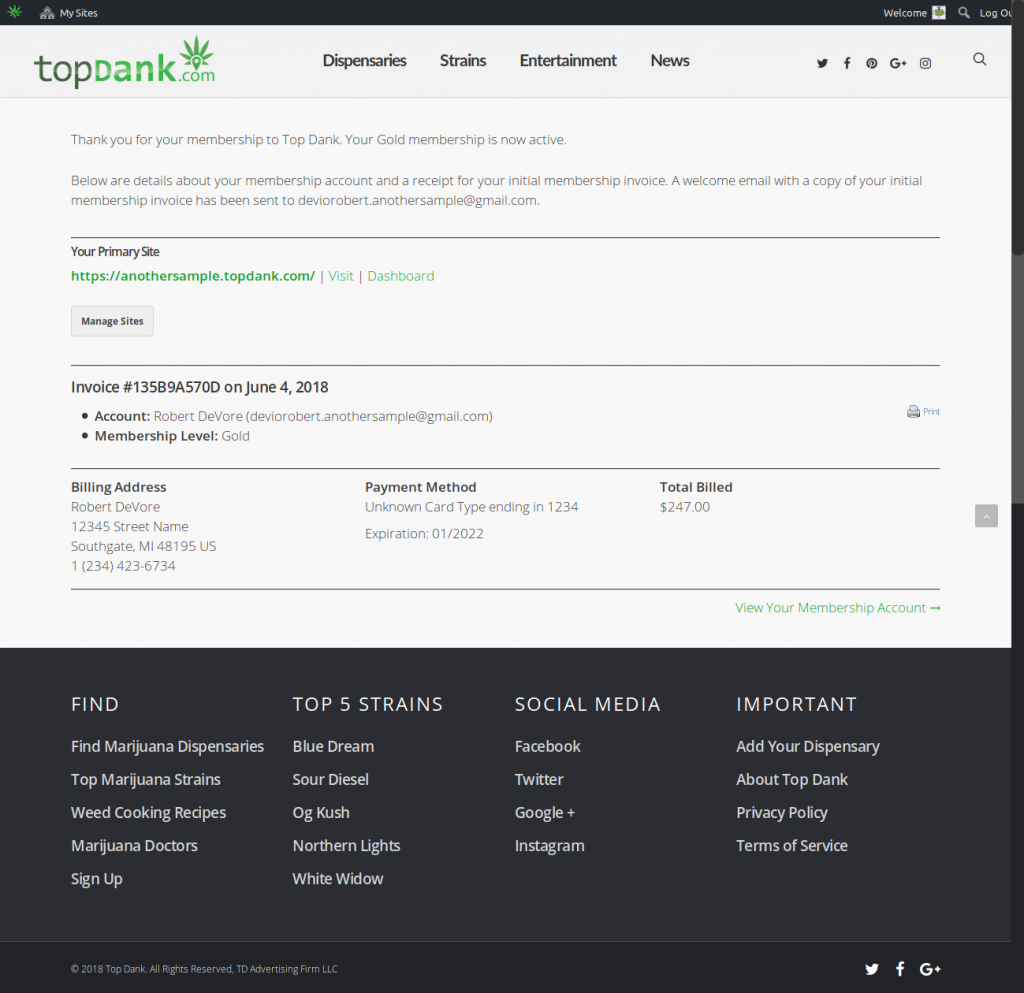 My Sites
Welcome
Log Ou
topDank.com
Dispensaries
Strains
Entertainment
News
Thank you for your membership to Top Dank. Your Gold membership is now active.
Below are details about your membership account and a receipt for your initial membership invoice. A welcome email with a copy of your initial
membership invoice has been sent to deviorobert.anothersample@gmail.com.
Your Primary Site
https://anothersample.topdank.com/ | Visit | Dashboard
Manage Sites
Invoice #135B9A570D on June 4, 2018
Account: Robert DeVore (deviorobert.anothersample@gmail.com)
Print
Membership Level: Gold
Billing Address
Robert DeVore
12345 Street Name
Southgate, MI 48195 US
1 (234) 423-6734
Payment Method
Unknown Card Type ending in 1234
Expiration: 01/2022
Total Billed
$247.00
View Your Membership Account →
FIND
Find Marijuana Dispensaries
Top Marijuana Strains
Weed Cooking Recipes
Marijuana Doctors
Sign Up
TOP 5 STRAINS
Blue Dream
Sour Diesel
Og Kush
Northern Lights
White Widow
SOCIAL MEDIA
Facebook
Twitter
Google +
Instagram
IMPORTANT
Add Your Dispensary
About Top Dank
Privacy Policy
Terms of Service
© 2018 Top Dank. All Rights Reserved, TD Advertising Firm LLC